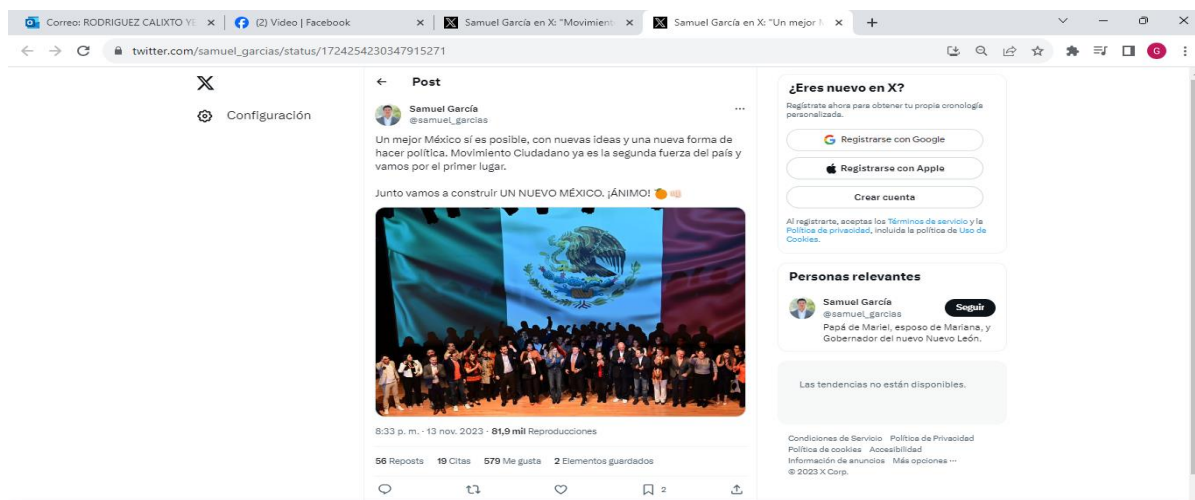 Correo: RODRIGUEZ CALIXTO YE
(2) Video | Facebook
Samuel García en X: "Movimient
Samuel García en X: "Un mejor M
twitter.com/samuel_garcias/status/1724254230347915271
G
Configuración
Post
Samuel García
@samuel_garcias
Un mejor México sí es posible, con nuevas ideas y una nueva forma de
hacer política. Movimiento Ciudadano ya es la segunda fuerza del país y
vamos por el primer lugar.
Junto vamos a construír UN NUEVO MÉXICO. ¡ÁNIMO!
8:33 p. m. · 13 nov. 2023 · 81,9 mil Reproducciones
56 Reposts 19 Citas 579 Me gusta 2 Elementos guardados
2
¿Eres nuevo en X?
Regístrate ahora para obtener tu propia cronología
personalizada.
Registrarse con Google
Registrarse con Apple
Crear cuenta
Al registrarte, aceptas los Términos de servicio y la
Política de privacidad, incluida la política de Uso de
Cookies.
Personas relevantes
Samuel García
@samuel_garcias
Seguir
Papá de Mariel, esposo de Mariana, y
Gobernador del nuevo Nuevo León.
Las tendencias no están disponibles.
Condiciones de Servicio Política de Privacidad
Política de cookies Accesibilidad
Información de anuncios Más opciones ···
© 2023 X Corp.